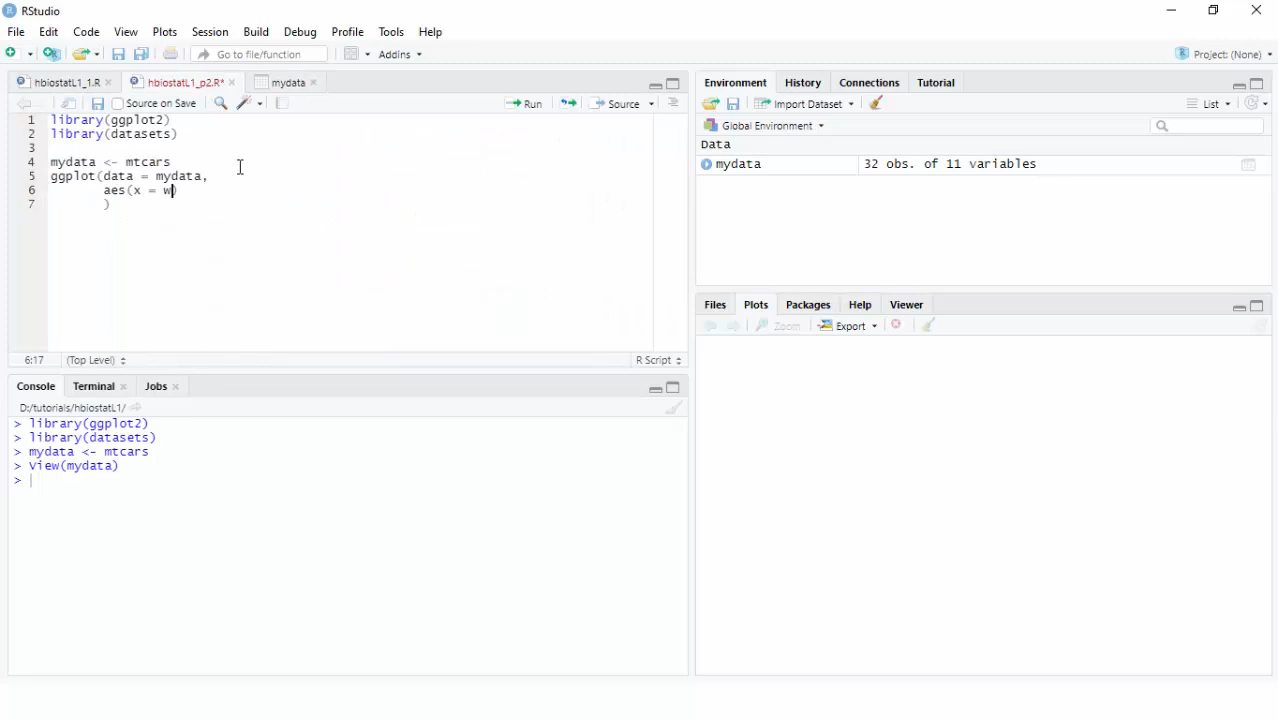 RStudio
File Edit Code View Plots Session Build Debug Profile Tools Help
Go to file/function Addins Project: (None)
hbiostatL1_1.R hbiostatL1_p2.R* mydata
Source on Save Run Source
1 library(ggplot2)
2 library(datasets)
3
4 mydata <- mtcars
5 ggplot(data = mydata,
6 aes(x = w)
7 )
6:17 (Top Level) R Script
Console Terminal Jobs
D:/tutorials/hbiostatL1/
> library(ggplot2)
> library(datasets)
> mydata <- mtcars
> View(mydata)
>
Environment History Connections Tutorial
Import Dataset List
Global Environment
Data
mydata 32 obs. of 11 variables
Files Plots Packages Help Viewer
Zoom Export